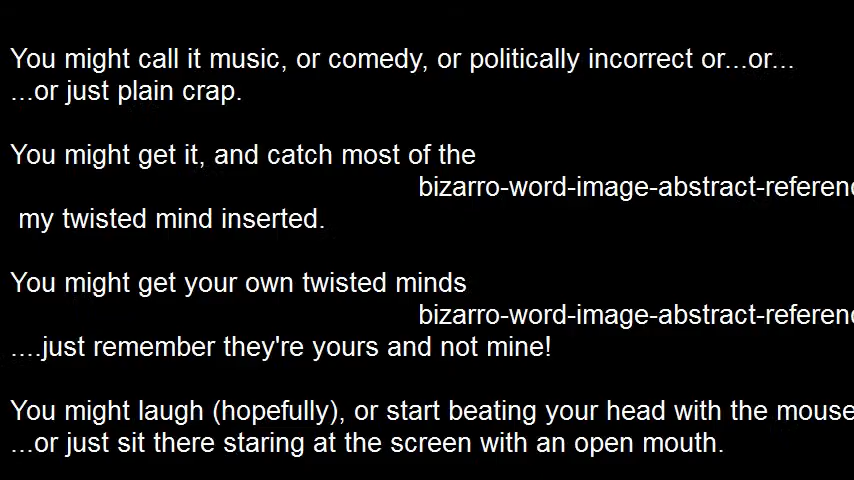 You might call it music, or comedy, or politically incorrect or...or...
...or just plain crap.
You might get it, and catch most of the
bizarro-word-image-abstract-referenc
my twisted mind inserted.
You might get your own twisted minds
bizarro-word-image-abstract-referenc
....just remember they're yours and not mine!
You might laugh (hopefully), or start beating your head with the mouse
...or just sit there staring at the screen with an open mouth.